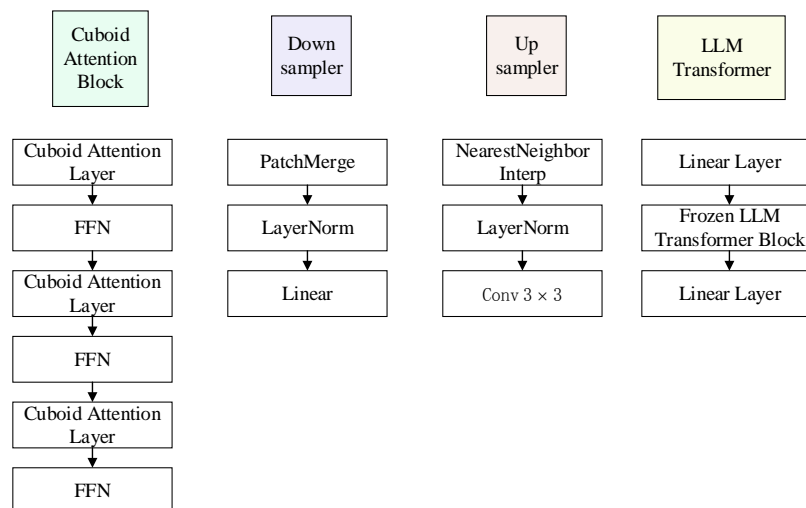 Cuboid
Attention
Block
Cuboid Attention
Layer
FFN
Cuboid Attention
Layer
FFN
Cuboid Attention
Layer
FFN
Down
sampler
PatchMerge
LayerNorm
Linear
Up
sampler
NearestNeighbor
Interp
LayerNorm
Conv 3 × 3
LLM
Transformer
Linear Layer
Frozen LLM
Transformer Block
Linear Layer